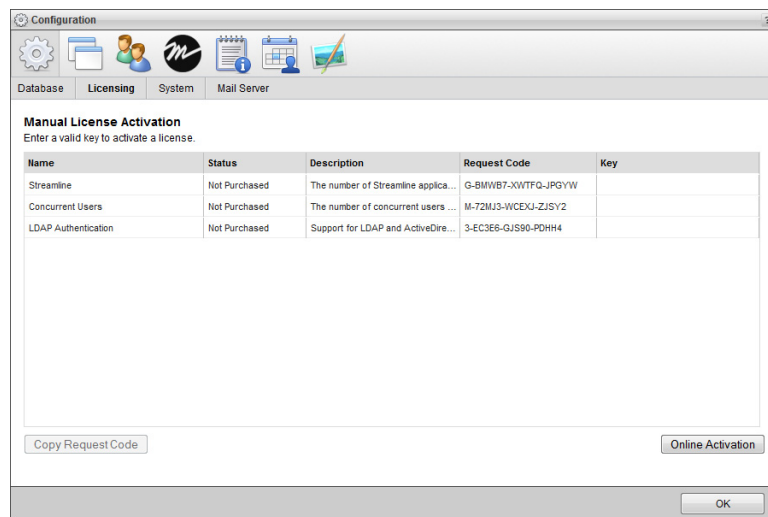 Configuration
Database Licensing System Mail Server
Manual License Activation
Enter a valid key to activate a license.
Name Status Description Request Code Key
Streamline Not Purchased The number of Streamline applica... G-BMWB7-XWTFQ-JPGYW
Concurrent Users Not Purchased The number of concurrent users ... M-72MJ3-WCEXJ-ZJSY2
LDAP Authentication Not Purchased Support for LDAP and ActiveDire... 3-EC3E6-GJS90-PDHH4
Copy Request Code Online Activation
OK